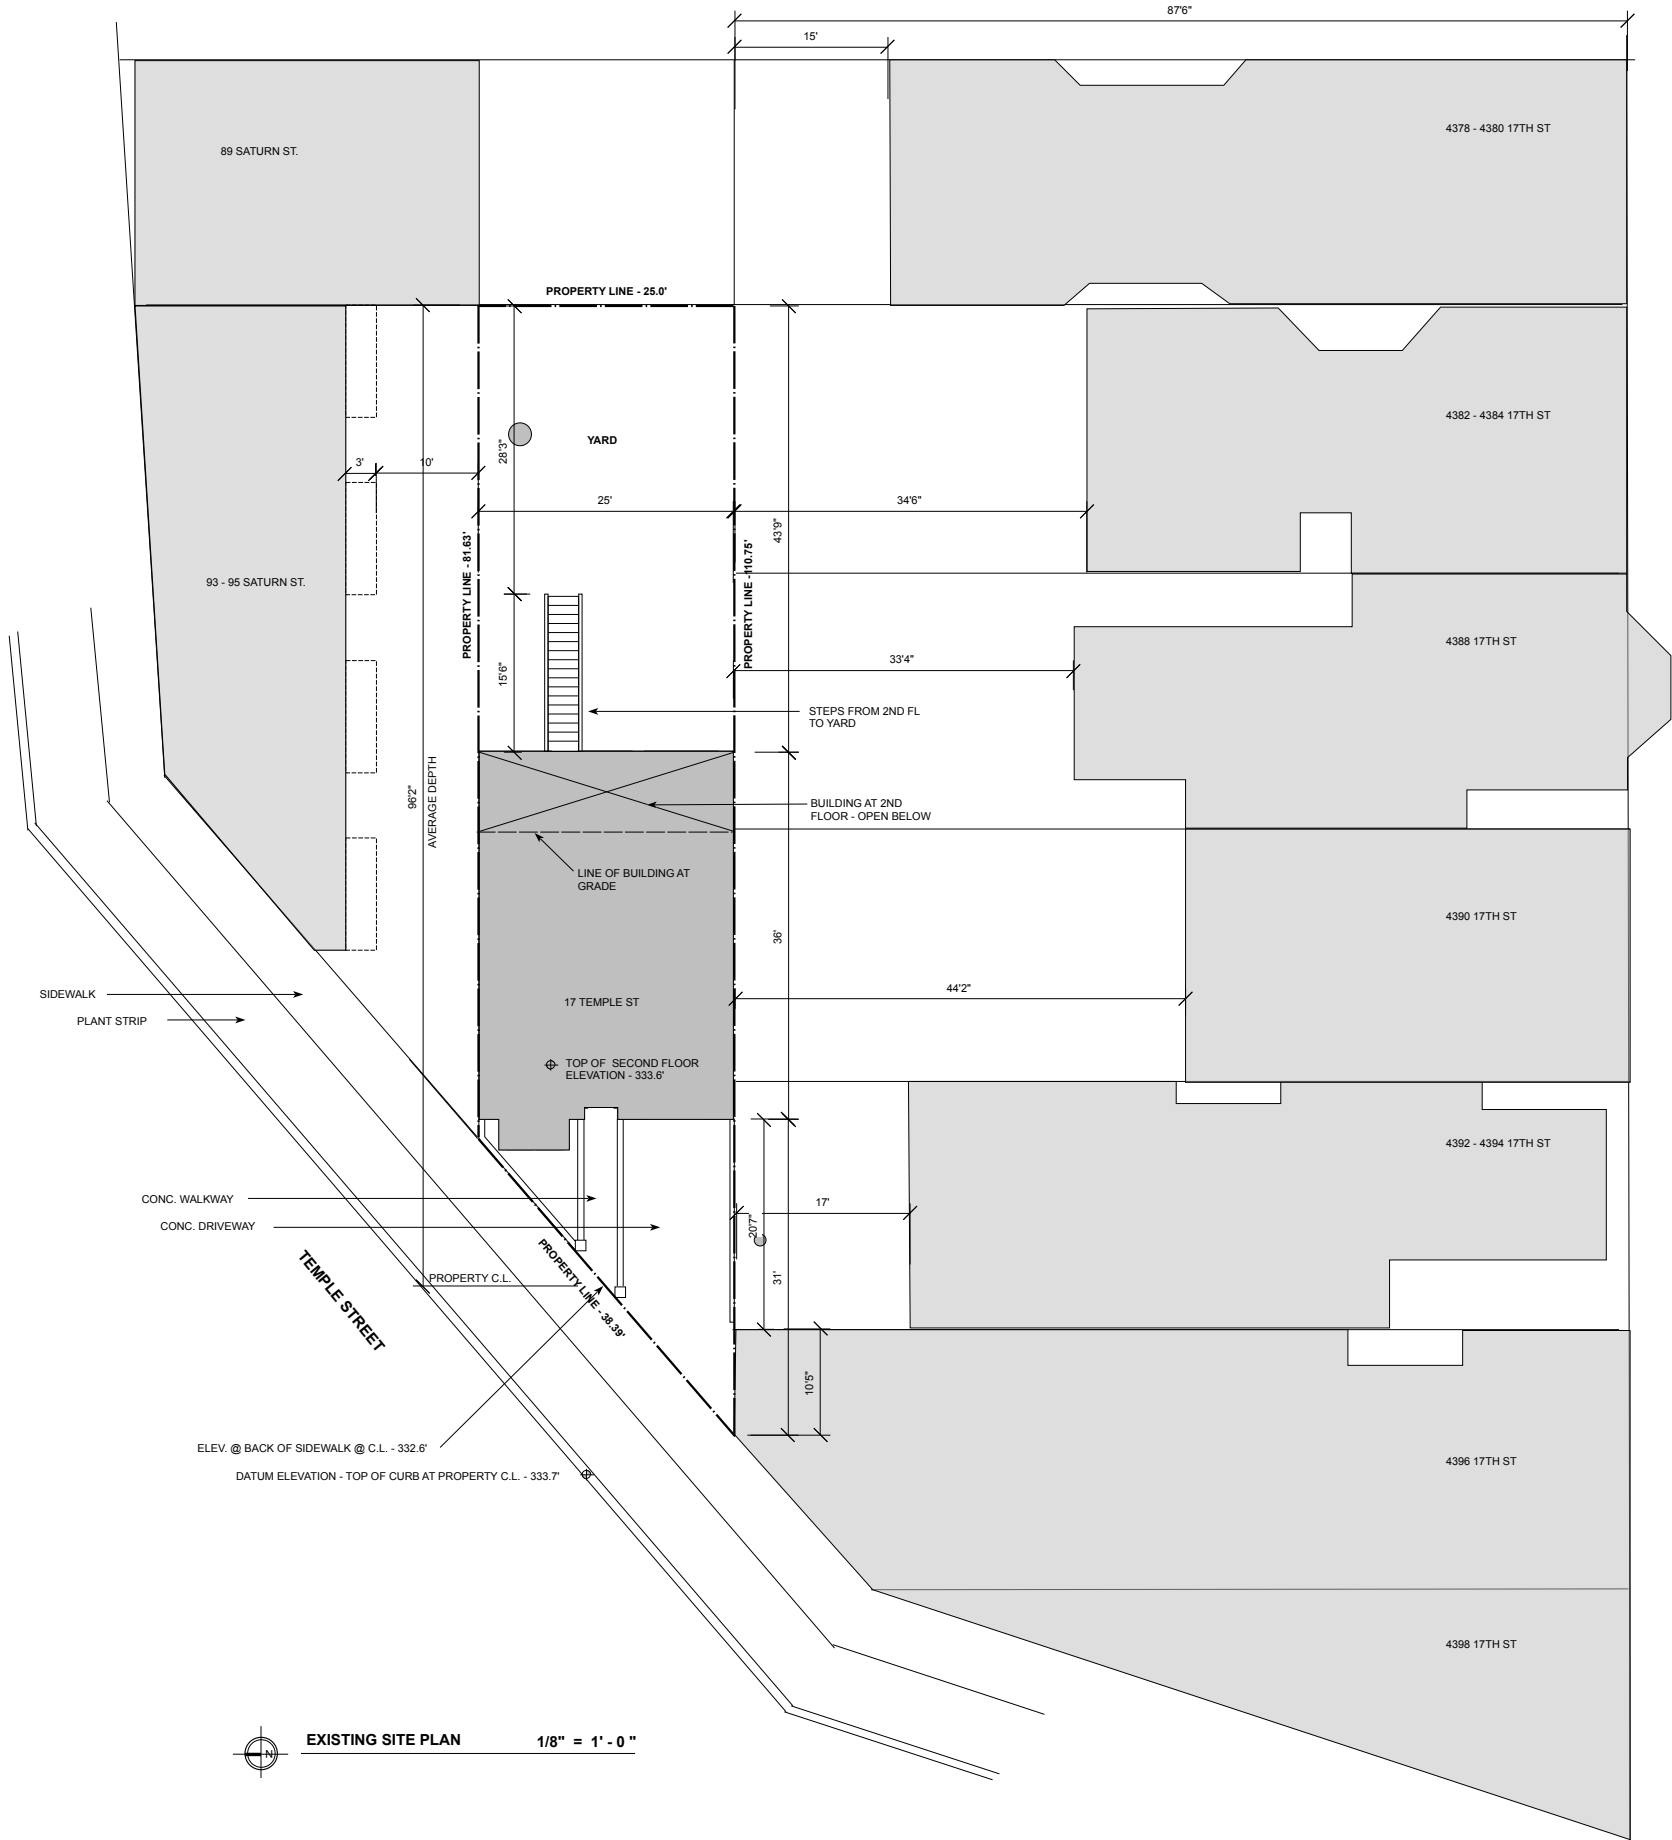 87'6"
15'
4378 - 4380 17TH ST
89 SATURN ST.
PROPERTY LINE - 25.0'
4382 - 4384 17TH ST
YARD
28'3"
3'
10'
25'
34'6"
43'9"
PROPERTY LINE - 81.63'
PROPERTY LINE -110.75'
93 - 95 SATURN ST.
4388 17TH ST
33'4"
15'6"
STEPS FROM 2ND FL
TO YARD
96'2"
AVERAGE DEPTH
BUILDING AT 2ND
FLOOR - OPEN BELOW
LINE OF BUILDING AT
GRADE
4390 17TH ST
36'
SIDEWALK
44'2"
17 TEMPLE ST
PLANT STRIP
TOP OF SECOND FLOOR
ELEVATION - 333.6'
4392 - 4394 17TH ST
CONC. WALKWAY
17'
CONC. DRIVEWAY
20'7"
31'
PROPERTY C.L.
PROPERTY LINE - 38.39'
TEMPLE STREET
10'5"
ELEV. @ BACK OF SIDEWALK @ C.L. - 332.6'
4396 17TH ST
DATUM ELEVATION - TOP OF CURB AT PROPERTY C.L. - 333.7'
4398 17TH ST
N
EXISTING SITE PLAN
1/8" = 1' - 0 "